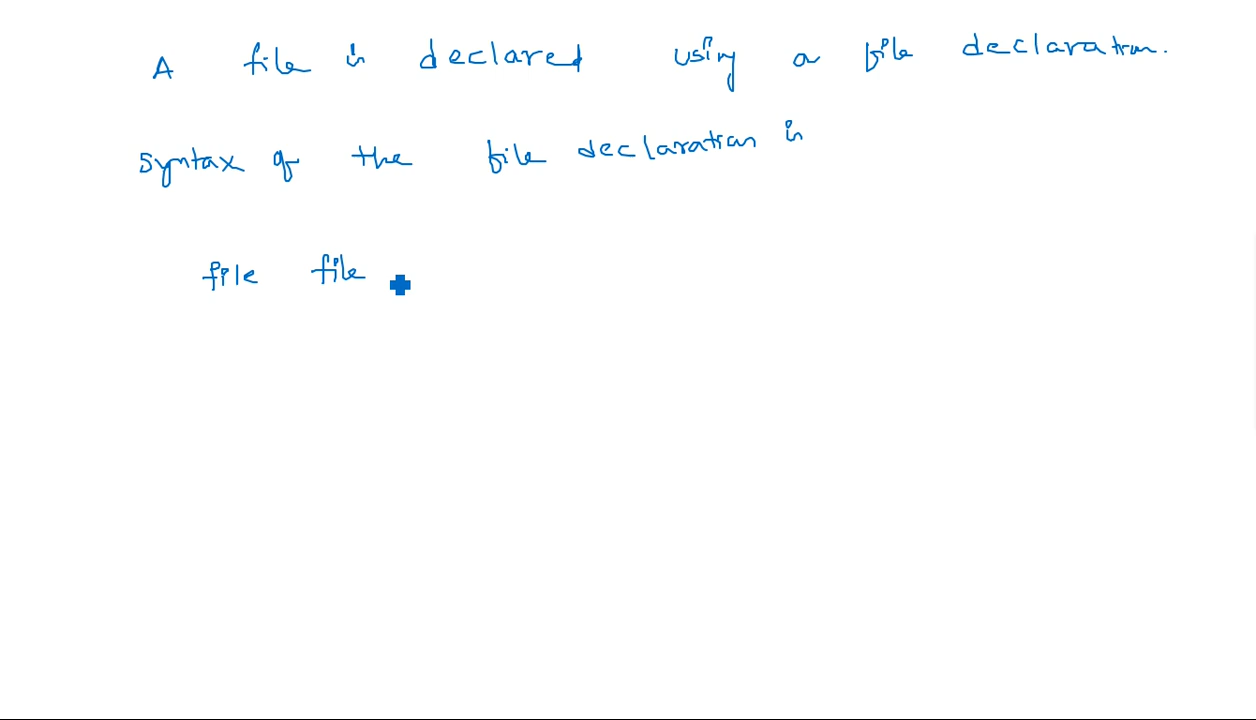 A file is declared using a file declaration.
syntax of the file declaration is
file file